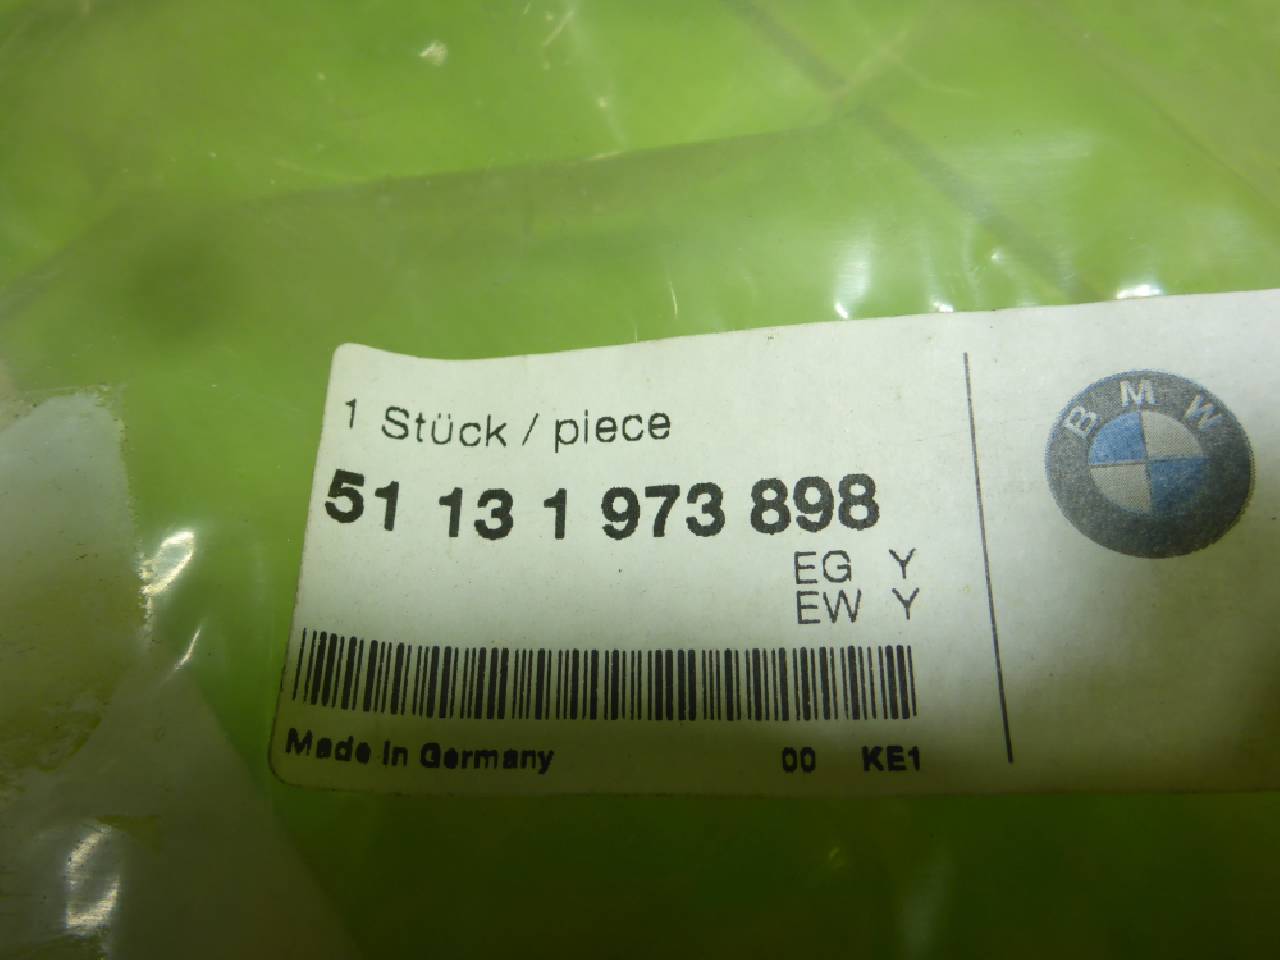 1 Stück / piece
51 13 1 973 898
EG Y
EW Y
Made in Germany 00 KE1
BMW